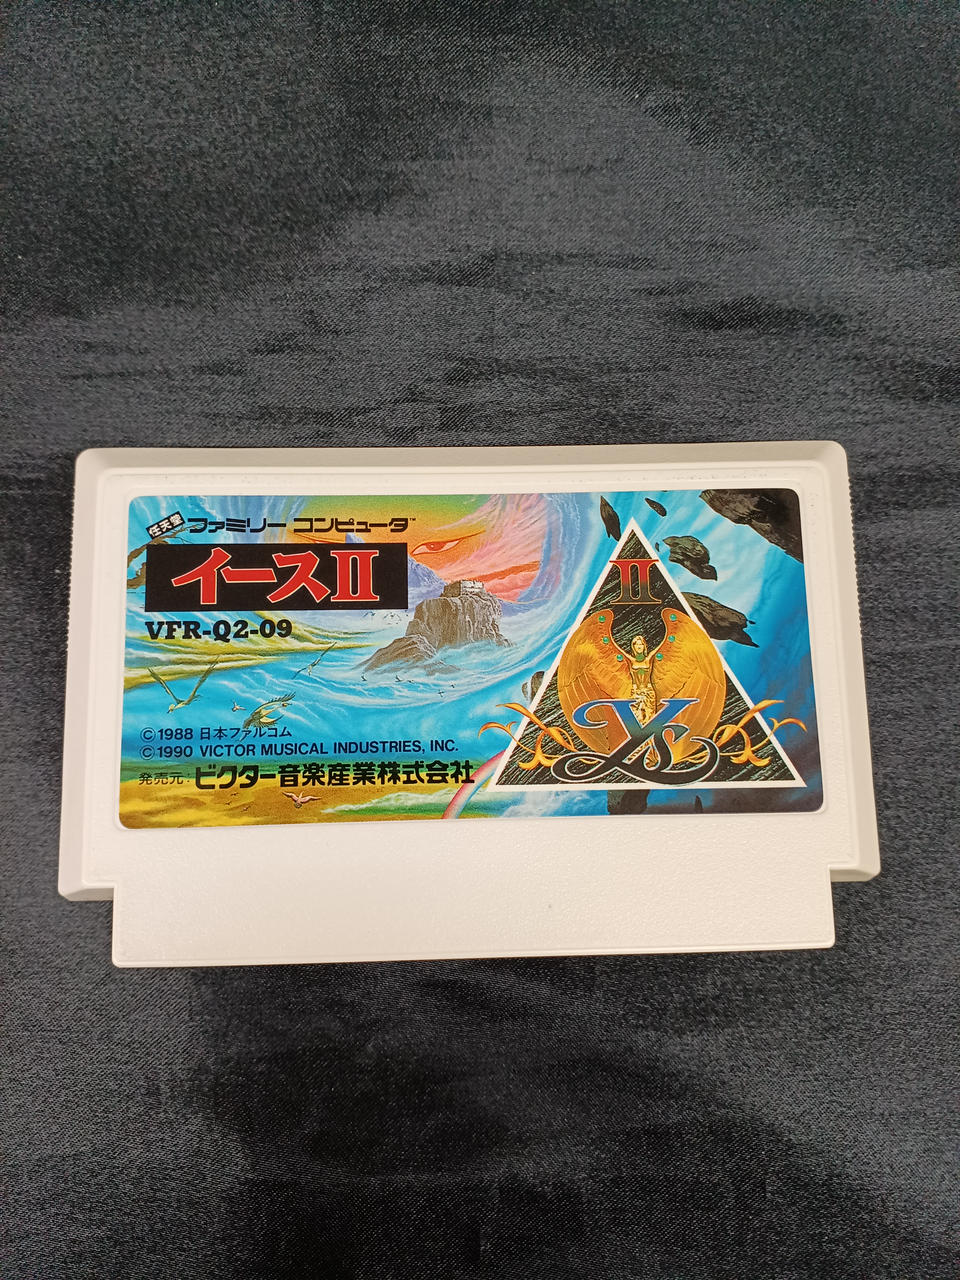 任天堂 ファミリー コンピュータ™
イースII
VFR-Q2-09
©1988 日本ファルコム
©1990 VICTOR MUSICAL INDUSTRIES, INC.
発売元：ビクター音楽産業株式会社
II
Ys